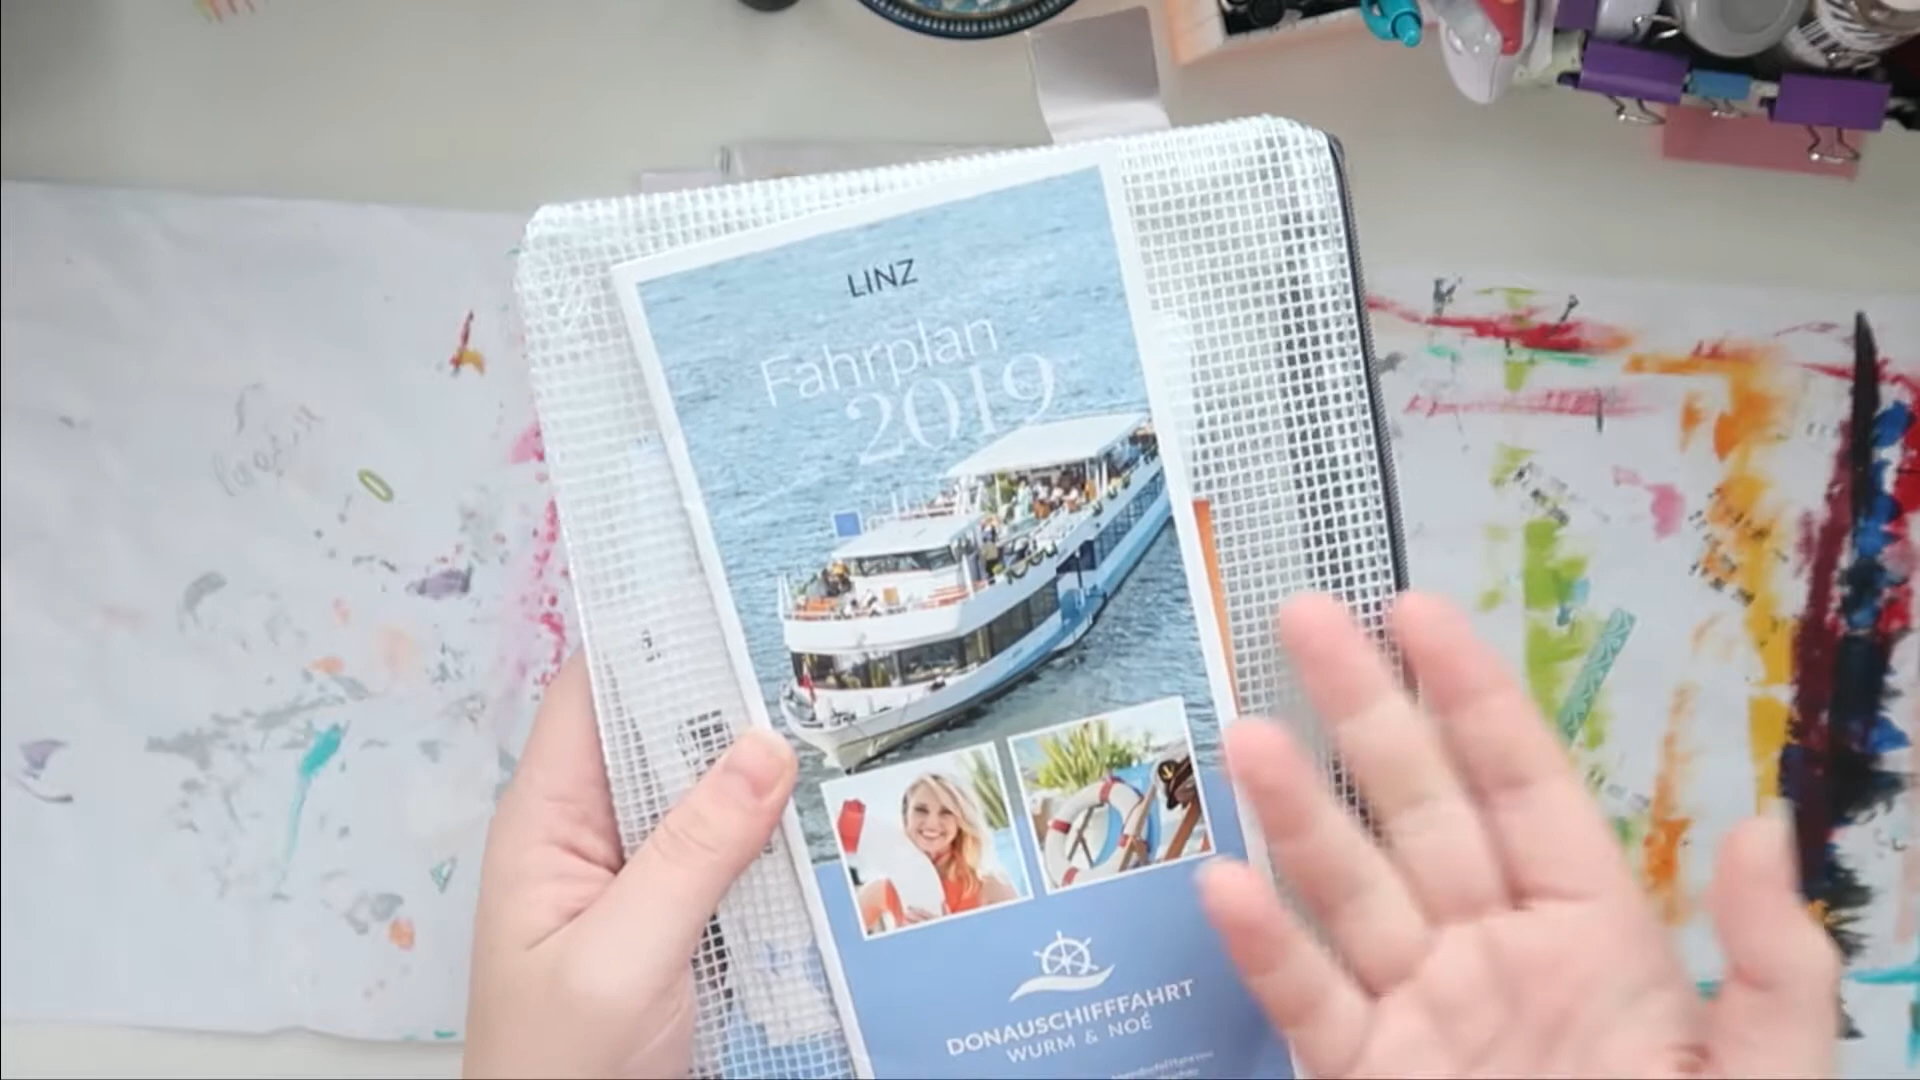 LINZ
Fahrplan
2019
DONAUSCHIFFFAHRT
WURM & NOÉ